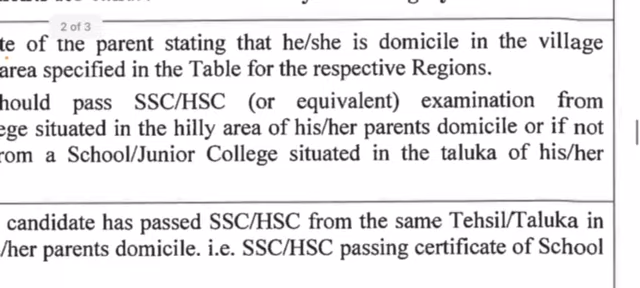 2 of 3
te of the parent stating that he/she is domicile in the village
area specified in the Table for the respective Regions.
hould pass SSC/HSC (or equivalent) examination from
ege situated in the hilly area of his/her parents domicile or if not
rom a School/Junior College situated in the taluka of his/her
candidate has passed SSC/HSC from the same Tehsil/Taluka in
/her parents domicile. i.e. SSC/HSC passing certificate of School